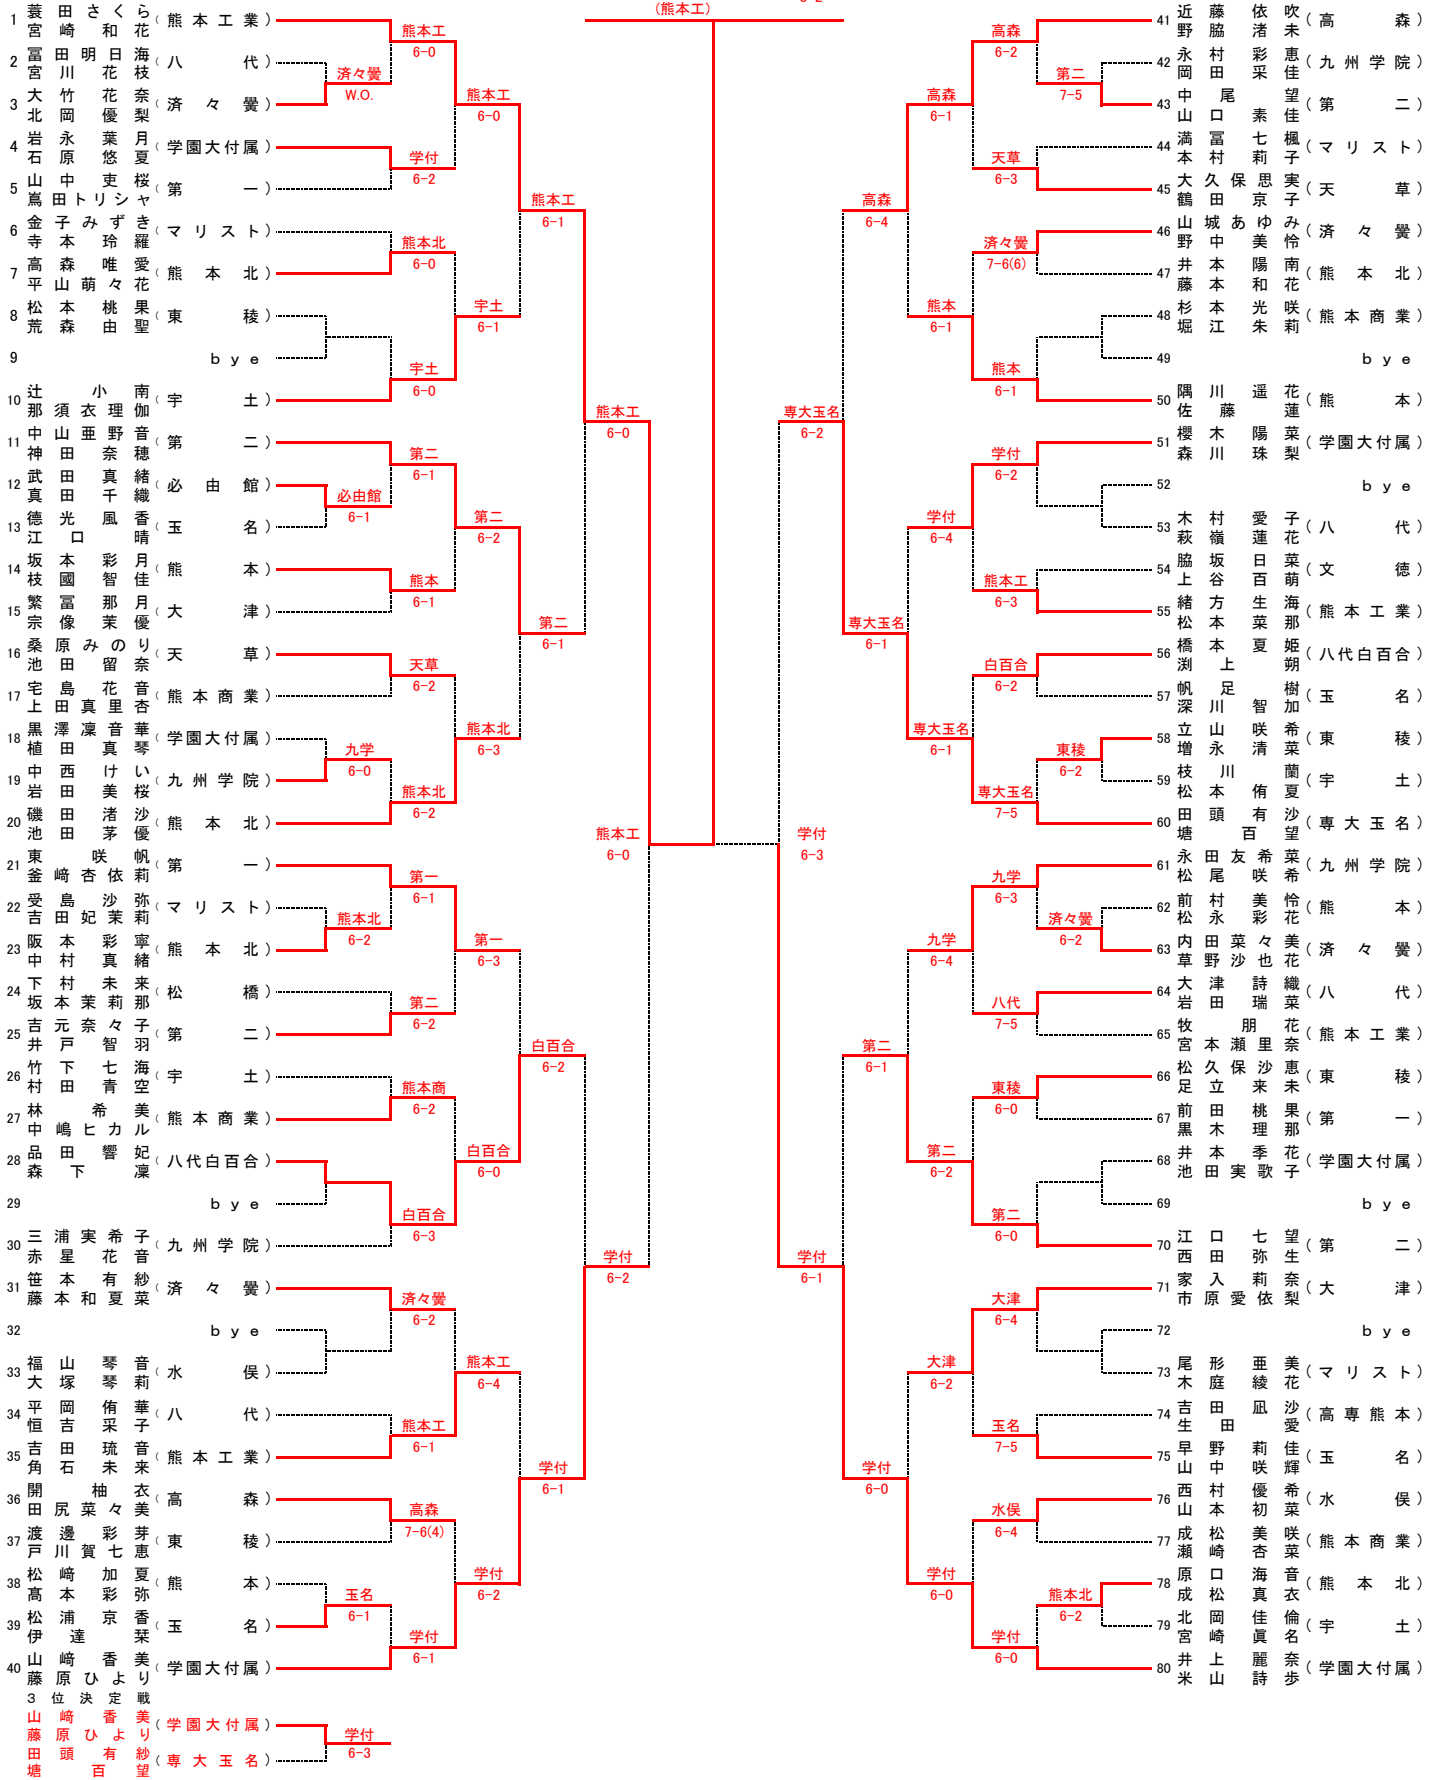 (熊本工)
1 蓑田さくら (熊本工業)
宮崎和花
2 冨田明日海 (八代)
宮川花枝
3 大竹花奈 (済々黌)
北岡優梨
4 岩永葉月 (学園大付属)
石原悠夏
5 山中吏桜 (第一)
嶌田トリシャ
6 金子みずき (マリスト)
寺本玲羅
7 高森唯愛 (熊本北)
平山萌々花
8 松本桃果 (東稜)
荒森由聖
9 bye
10 辻小南 (宇土)
那須衣理伽
11 中山亜野音 (第二)
神田奈穂
12 武田真緒 (必由館)
真田千織
13 德光風香 (玉名)
江口晴
14 坂本彩月 (熊本)
枝國智佳
15 繁冨那月 (大津)
宗像茉優
16 桑原みのり (天草)
池田留奈
17 宅島花音 (熊本商業)
上田真里杏
18 黒澤凜音華 (学園大付属)
植田真琴
19 中西けい (九州学院)
岩田美桜
20 磯田渚沙 (熊本北)
池田茅優
21 東咲帆 (第一)
釜﨑杏依莉
22 受島沙弥 (マリスト)
吉田妃茉莉
23 阪本彩寧 (熊本北)
中村真緒
24 下村未来 (松橋)
坂本茉莉那
25 吉元奈々子 (第二)
井戸智羽
26 竹下七海 (宇土)
村田青空
27 林希美 (熊本商業)
中嶋ヒカル
28 品田響妃 (八代白百合)
森下凜
29 bye
30 三浦実希子 (九州学院)
赤星花音
31 笹本有紗 (済々黌)
藤本和夏菜
32 bye
33 福山琴音 (水俣)
大塚琴莉
34 平岡侑華 (八代)
恒吉采子
35 吉田琉音 (熊本工業)
角石未来
36 開柚衣 (高森)
田尻菜々美
37 渡邊彩芽 (東稜)
戸川賀七恵
38 松﨑加夏 (熊本)
髙本彩弥
39 松浦京香 (玉名)
伊達栞
40 山﨑香美 (学園大付属)
藤原ひより
3位決定戦
山﨑香美 (学園大付属)
藤原ひより
田頭有紗 (専大玉名)
塘百望
学付
6-3
済々黌
W.O.
必由館
6-1
九学
6-0
熊本北
6-2
玉名
6-1
熊本工
6-0
学付
6-2
熊本北
6-0
宇土
6-0
第二
6-1
熊本
6-1
天草
6-2
熊本北
6-2
第一
6-1
第二
6-2
熊本商
6-2
白百合
6-3
済々黌
6-2
熊本工
6-1
高森
7-6(4)
学付
6-1
熊本工
6-0
宇土
6-1
第二
6-2
熊本北
6-3
第一
6-3
白百合
6-0
熊本工
6-4
学付
6-2
熊本工
6-1
第二
6-1
白百合
6-2
学付
6-1
熊本工
6-0
学付
6-2
熊本工
6-0
学付
6-3
専大玉名
6-2
学付
6-1
高森
6-4
専大玉名
6-1
第二
6-1
学付
6-0
高森
6-1
熊本
6-1
学付
6-4
専大玉名
6-1
九学
6-4
第二
6-2
大津
6-2
学付
6-0
高森
6-2
天草
6-3
済々黌
7-6(6)
熊本
6-1
学付
6-2
熊本工
6-3
白百合
6-2
専大玉名
7-5
九学
6-3
八代
7-5
東稜
6-0
第二
6-0
大津
6-4
玉名
7-5
水俣
6-4
学付
6-0
第二
7-5
東稜
6-2
済々黌
6-2
熊本北
6-2
41 近藤依吹 (高森)
野脇渚未
42 永村彩恵 (九州学院)
岡田采佳
43 中尾望 (第二)
山口素佳
44 満冨七楓 (マリスト)
本村莉子
45 大久保思実 (天草)
鶴田京子
46 山城あゆみ (済々黌)
野中美怜
47 井本陽南 (熊本北)
藤本和花
48 杉本光咲 (熊本商業)
堀江朱莉
49 bye
50 隅川遥花 (熊本)
佐藤蓮
51 櫻木陽菜 (学園大付属)
森川珠梨
52 bye
53 木村愛子 (八代)
萩嶺蓮花
54 脇坂日菜 (文徳)
上谷百萌
55 緒方生海 (熊本工業)
松本菜那
56 橋本夏姫 (八代白百合)
渕上朔
57 帆足樹 (玉名)
深川智加
58 立山咲希 (東稜)
増永清菜
59 枝川蘭 (宇土)
松本侑夏
60 田頭有沙 (専大玉名)
塘百望
61 永田友希菜 (九州学院)
松尾咲希
62 前村美怜 (熊本)
松永彩花
63 内田菜々美 (済々黌)
草野沙也花
64 大津詩織 (八代)
岩田瑞菜
65 牧朋花 (熊本工業)
宮本瀬里奈
66 松久保沙恵 (東稜)
足立来未
67 前田桃果 (第一)
黒木理那
68 井本季花 (学園大付属)
池田実歌子
69 bye
70 江口七望 (第二)
西田弥生
71 家入莉奈 (大津)
市原愛依梨
72 bye
73 尾形亜美 (マリスト)
木庭綾花
74 吉田凪沙 (高専熊本)
生田愛
75 早野莉佳 (玉名)
山中咲輝
76 西村優希 (水俣)
山本初菜
77 成松美咲 (熊本商業)
瀬崎杏菜
78 原口海音 (熊本北)
成松真衣
79 北岡佳倫 (宇土)
宮崎眞名
80 井上麗奈 (学園大付属)
米山詩歩